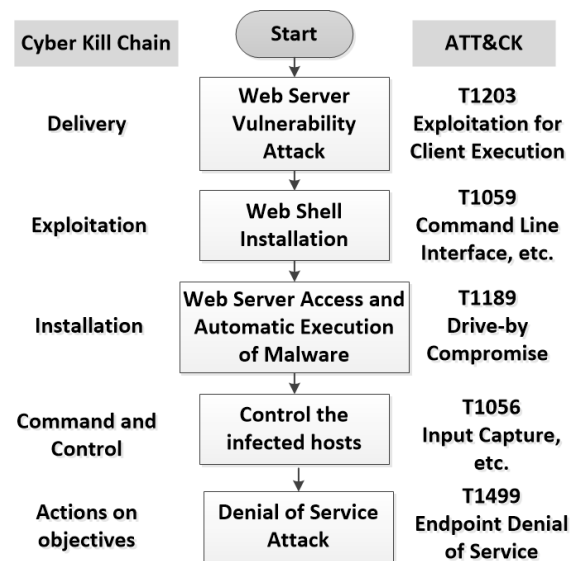 Cyber Kill Chain
Start
ATT&CK
Delivery
Web Server
Vulnerability
Attack
T1203
Exploitation for
Client Execution
Exploitation
Web Shell
Installation
T1059
Command Line
Interface, etc.
Installation
Web Server Access and
Automatic Execution
of Malware
T1189
Drive-by
Compromise
Command and
Control
Control the
infected hosts
T1056
Input Capture,
etc.
Actions on
objectives
Denial of Service
Attack
T1499
Endpoint Denial
of Service